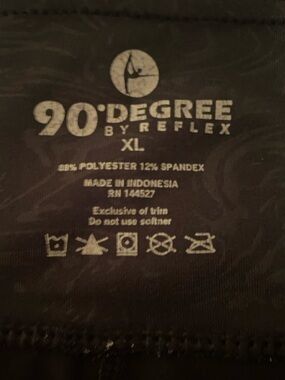 90°DEGREE
BY REFLEX
XL
88% POLYESTER 12% SPANDEX
MADE IN INDONESIA
RN 144527
Exclusive of trim
Do not use softner